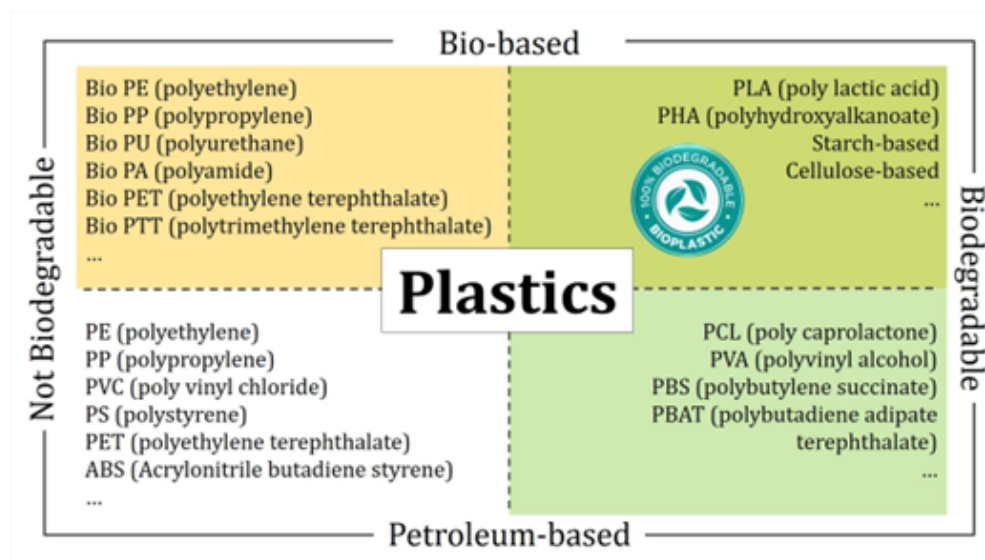 Bio-based
Not Biodegradable
Biodegradable
Bio PE (polyethylene)
Bio PP (polypropylene)
Bio PU (polyurethane)
Bio PA (polyamide)
Bio PET (polyethylene terephthalate)
Bio PTT (polytrimethylene terephthalate)
...
PLA (poly lactic acid)
PHA (polyhydroxyalkanoate)
Starch-based
Cellulose-based
...
100% BIODEGRADABLE
BIOPLASTIC
Plastics
PE (polyethylene)
PP (polypropylene)
PVC (poly vinyl chloride)
PS (polystyrene)
PET (polyethylene terephthalate)
ABS (Acrylonitrile butadiene styrene)
...
PCL (poly caprolactone)
PVA (polyvinyl alcohol)
PBS (polybutylene succinate)
PBAT (polybutadiene adipate
terephthalate)
...
Petroleum-based